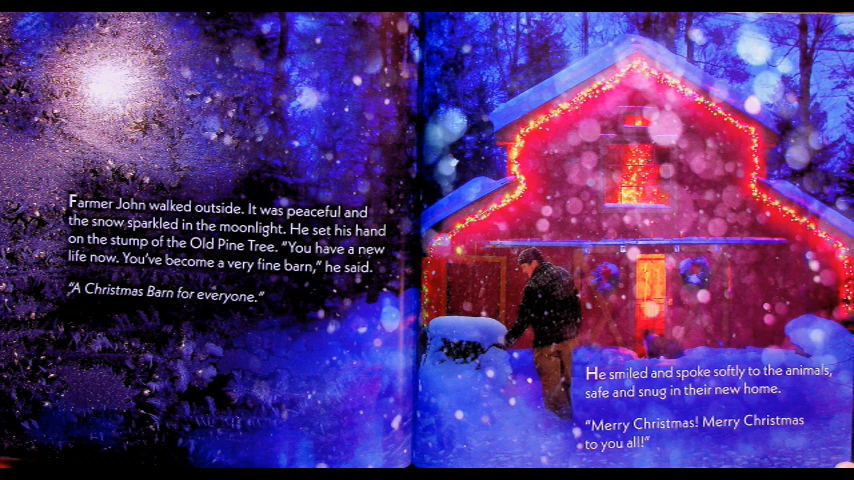 Farmer John walked outside. It was peaceful and
the snow sparkled in the moonlight. He set his hand
on the stump of the Old Pine Tree. "You have a new
life now. You've become a very fine barn," he said.
"A Christmas Barn for everyone."
He smiled and spoke softly to the animals,
safe and snug in their new home.
"Merry Christmas! Merry Christmas
to you all!"